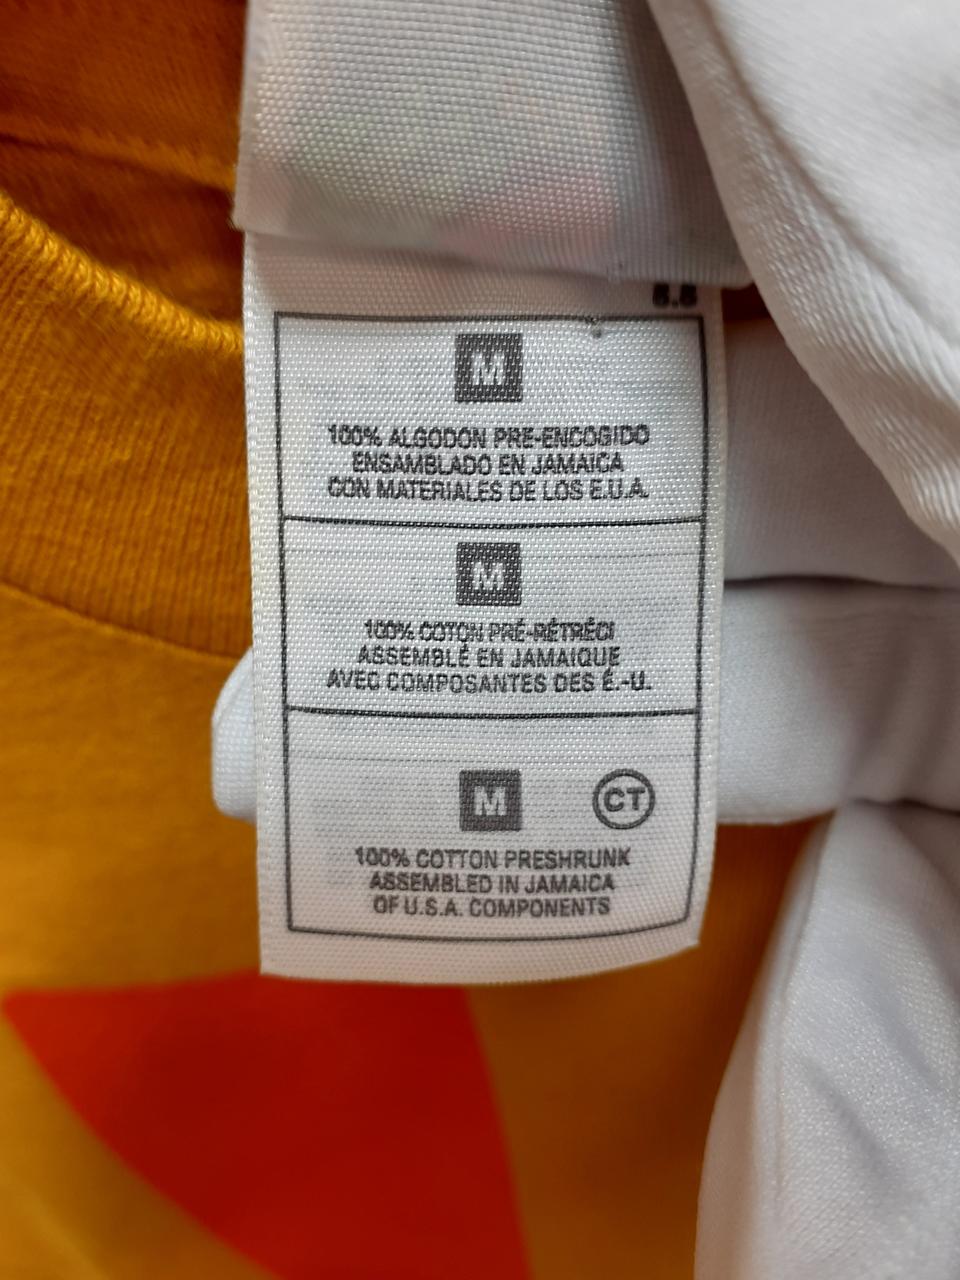 M
100% ALGODON PRE-ENCOGIDO
ENSAMBLADO EN JAMAICA
CON MATERIALES DE LOS E.U.A.
M
100% COTON PRÉ-RÉTRÉCI
ASSEMBLÉ EN JAMAIQUE
AVEC COMPOSANTES DES É.-U.
M CT
100% COTTON PRESHRUNK
ASSEMBLED IN JAMAICA
OF U.S.A. COMPONENTS